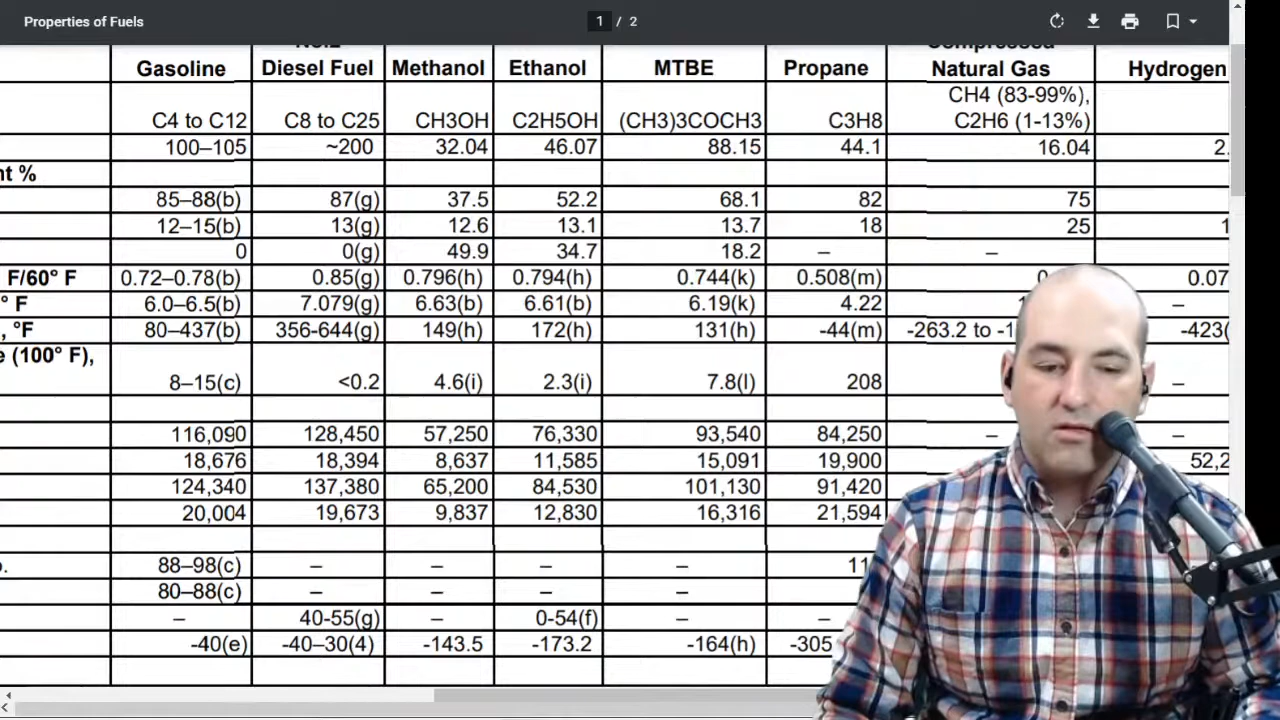 Properties of Fuels 1 / 2
Gasoline Diesel Fuel Methanol Ethanol MTBE Propane Natural Gas Hydrogen
CH4 (83-99%),
C4 to C12 C8 to C25 CH3OH C2H5OH (CH3)3COCH3 C3H8 C2H6 (1-13%)
100–105 ~200 32.04 46.07 88.15 44.1 16.04 2.
nt %
85–88(b) 87(g) 37.5 52.2 68.1 82 75
12–15(b) 13(g) 12.6 13.1 13.7 18 25 1
0 0(g) 49.9 34.7 18.2 – –
F/60° F 0.72–0.78(b) 0.85(g) 0.796(h) 0.794(h) 0.744(k) 0.508(m) 0.07
° F 6.0–6.5(b) 7.079(g) 6.63(b) 6.61(b) 6.19(k) 4.22 –
, °F 80–437(b) 356-644(g) 149(h) 172(h) 131(h) -44(m) -263.2 to -1 -423(
e (100° F),
8–15(c) <0.2 4.6(i) 2.3(i) 7.8(l) 208 –
116,090 128,450 57,250 76,330 93,540 84,250 – –
18,676 18,394 8,637 11,585 15,091 19,900 52,2
124,340 137,380 65,200 84,530 101,130 91,420
20,004 19,673 9,837 12,830 16,316 21,594
o. 88–98(c) – – – – 11
80–88(c) – – – –
– 40-55(g) – 0-54(f) – –
-40(e) -40–30(4) -143.5 -173.2 -164(h) -305